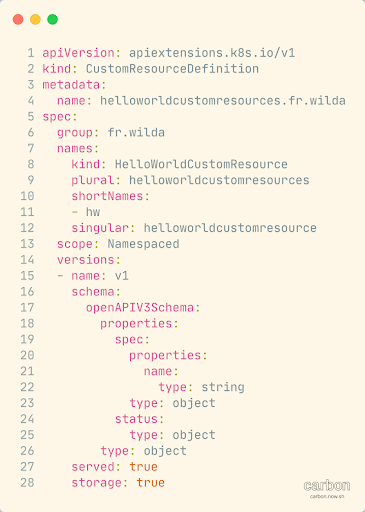 1 apiVersion: apiextensions.k8s.io/v1
2 kind: CustomResourceDefinition
3 metadata:
4   name: helloworldcustomresources.fr.wilda
5 spec:
6   group: fr.wilda
7   names:
8     kind: HelloWorldCustomResource
9     plural: helloworldcustomresources
10     shortNames:
11     - hw
12     singular: helloworldcustomresource
13   scope: Namespaced
14   versions:
15   - name: v1
16     schema:
17       openAPIV3Schema:
18         properties:
19           spec:
20             properties:
21               name:
22                 type: string
23             type: object
24           status:
25             type: object
26         type: object
27     served: true
28     storage: true
carbon
carbon.now.sh